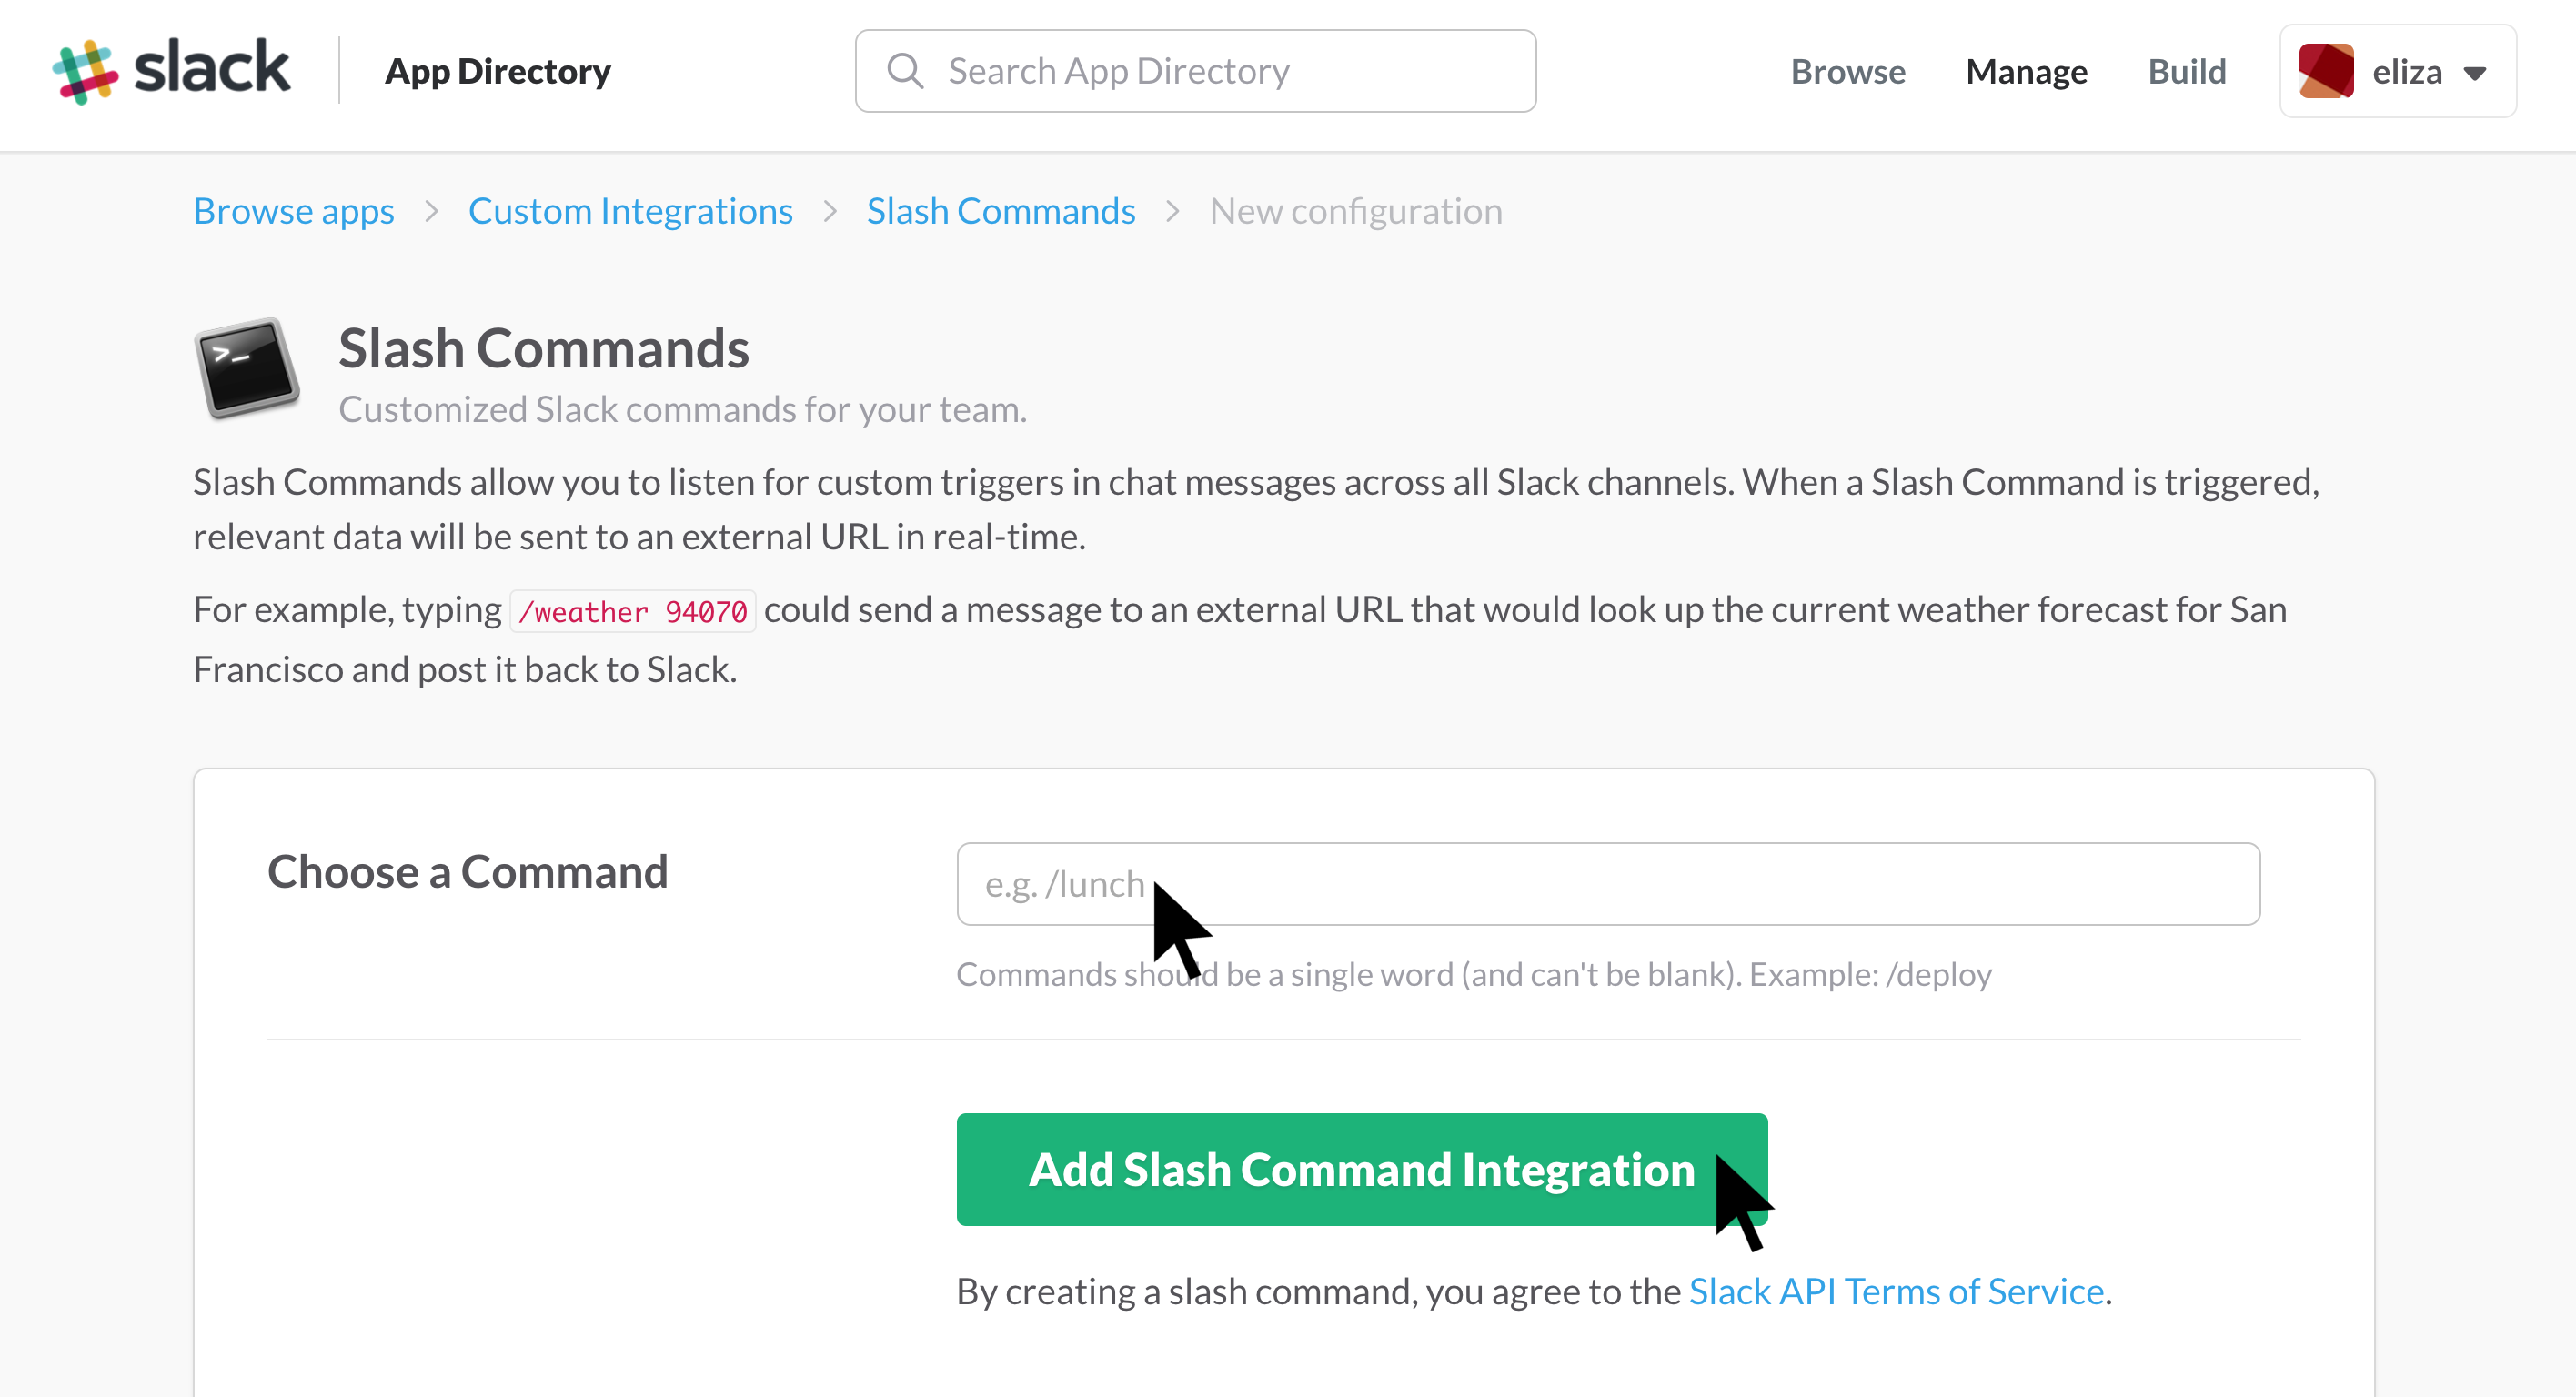 slack
App Directory
Search App Directory
Browse
Manage
Build
eliza
Browse apps > Custom Integrations > Slash Commands > New configuration
>_
Slash Commands
Customized Slack commands for your team.
Slash Commands allow you to listen for custom triggers in chat messages across all Slack channels. When a Slash Command is triggered,
relevant data will be sent to an external URL in real-time.
For example, typing /weather 94070 could send a message to an external URL that would look up the current weather forecast for San
Francisco and post it back to Slack.
Choose a Command
e.g. /lunch
Commands should be a single word (and can't be blank). Example: /deploy
Add Slash Command Integration
By creating a slash command, you agree to the Slack API Terms of Service.